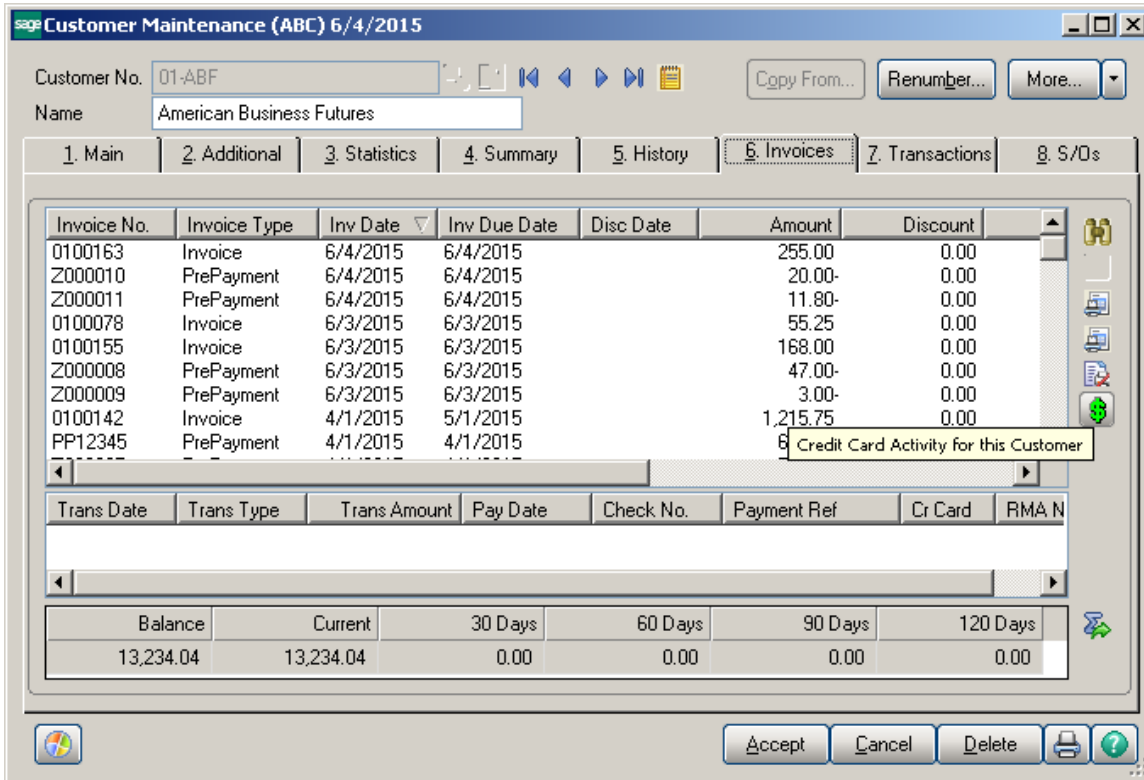 sage Customer Maintenance (ABC) 6/4/2015
Customer No. 01-ABF Copy From... Renumber... More...
Name American Business Futures
1. Main 2. Additional 3. Statistics 4. Summary 5. History 6. Invoices 7. Transactions 8. S/Os
Invoice No. Invoice Type Inv Date Inv Due Date Disc Date Amount Discount
0100163 Invoice 6/4/2015 6/4/2015 255.00 0.00
Z000010 PrePayment 6/4/2015 6/4/2015 20.00- 0.00
Z000011 PrePayment 6/4/2015 6/4/2015 11.80- 0.00
0100078 Invoice 6/3/2015 6/3/2015 55.25 0.00
0100155 Invoice 6/3/2015 6/3/2015 168.00 0.00
Z000008 PrePayment 6/3/2015 6/3/2015 47.00- 0.00
Z000009 PrePayment 6/3/2015 6/3/2015 3.00- 0.00
0100142 Invoice 4/1/2015 5/1/2015 1,215.75 0.00
PP12345 PrePayment 4/1/2015 4/1/2015 6
Credit Card Activity for this Customer
Trans Date Trans Type Trans Amount Pay Date Check No. Payment Ref Cr Card RMA N
Balance Current 30 Days 60 Days 90 Days 120 Days
13,234.04 13,234.04 0.00 0.00 0.00 0.00
Accept Cancel Delete